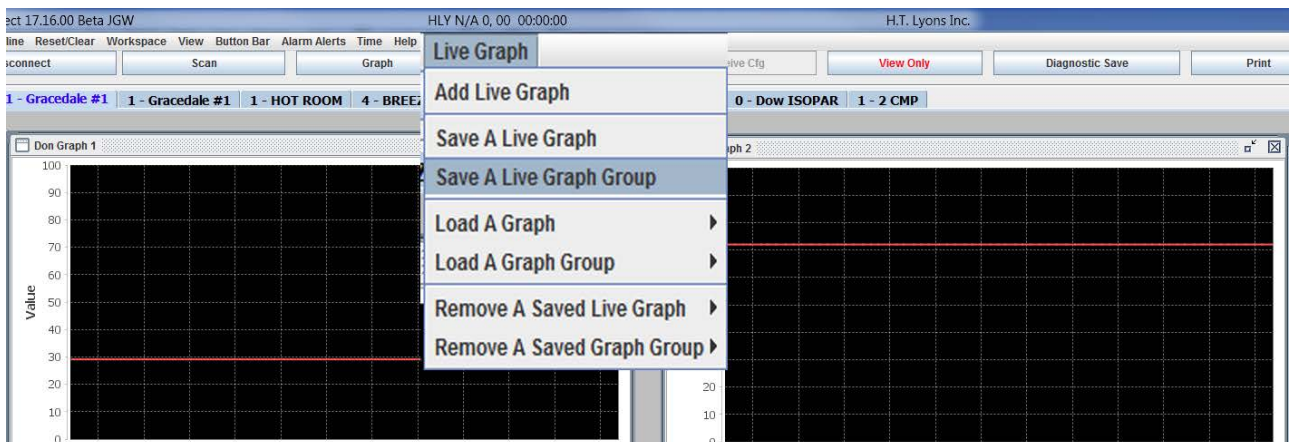 ect 17.16.00 Beta JGW HLY N/A 0, 00 00:00:00 H.T. Lyons Inc.
line Reset/Clear Workspace View Button Bar Alarm Alerts Time Help
sconnect Scan Graph eive Cfg View Only Diagnostic Save Print
1 - Gracedale #1 1 - Gracedale #1 1 - HOT ROOM 4 - BREEZ 0 - Dow ISOPAR 1 - 2 CMP
Live Graph
Add Live Graph
Save A Live Graph
Save A Live Graph Group
Load A Graph
Load A Graph Group
Remove A Saved Live Graph
Remove A Saved Graph Group
Don Graph 1
100
90
80
70
60
50
40
30
20
10
0
Value
ph 2
20
10
0